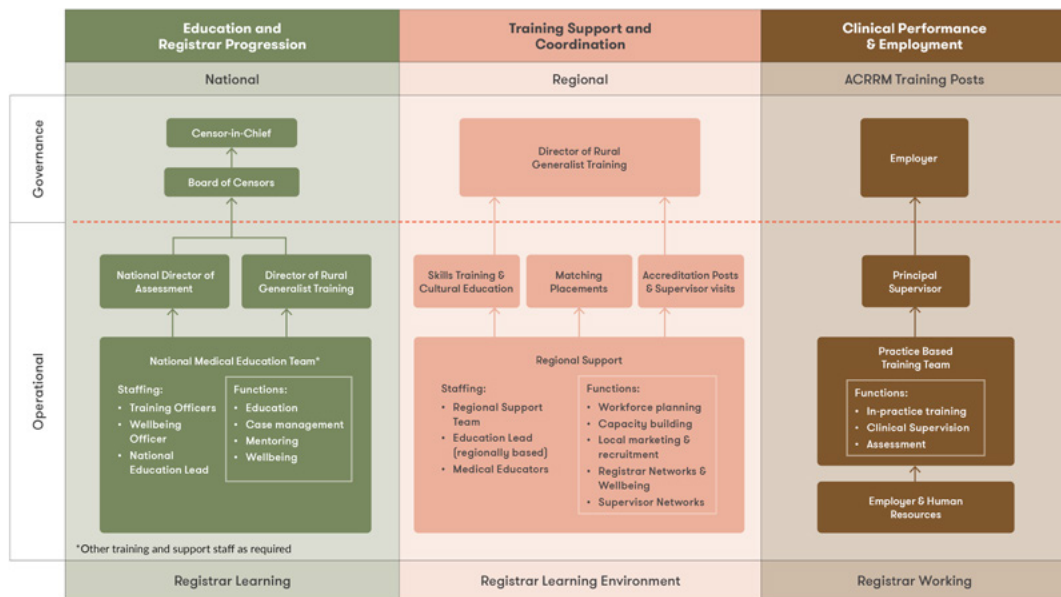 Education and
Registrar Progression
Training Support and
Coordination
Clinical Performance
& Employment
National
Regional
ACRRM Training Posts
Governance
Censor-in-Chief
Board of Censors
Director of Rural
Generalist Training
Employer
Operational
National Director of
Assessment
Director of Rural
Generalist Training
Skills Training &
Cultural Education
Matching
Placements
Accreditation Posts
& Supervisor visits
Principal
Supervisor
National Medical Education Team*
Staffing:
• Training Officers
• Wellbeing
Officer
• National
Education Lead
Functions:
• Education
• Case management
• Mentoring
• Wellbeing
Regional Support
Staffing:
• Regional Support
Team
• Education Lead
(regionally based)
• Medical Educators
Functions:
• Workforce planning
• Capacity building
• Local marketing &
recruitment
• Registrar Networks &
Wellbeing
• Supervisor Networks
Practice Based
Training Team
Functions:
• In-practice training
• Clinical Supervision
• Assessment
Employer & Human
Resources
*Other training and support staff as required
Registrar Learning
Registrar Learning Environment
Registrar Working